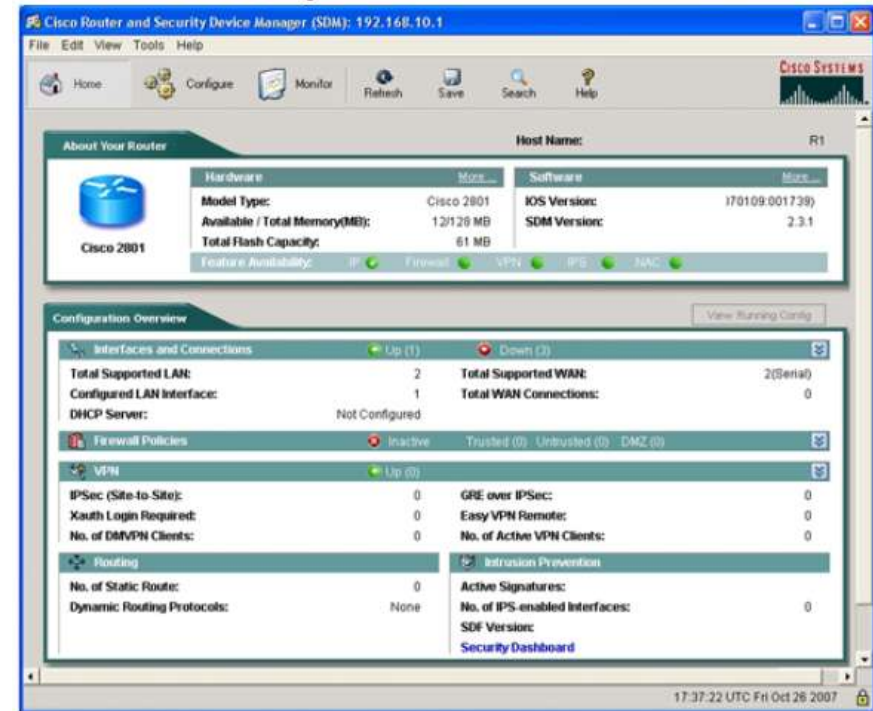 Cisco Router and Security Device Manager (SDM): 192.168.10.1
File Edit View Tools Help
Home Configure Monitor Refresh Save Search Help
CISCO SYSTEMS
About Your Router
Host Name: R1
Cisco 2801
Hardware More ...
Model Type: Cisco 2801
Available / Total Memory(MB): 12/128 MB
Total Flash Capacity: 61 MB
Software More ...
IOS Version: )70109:001739)
SDM Version: 2.3.1
Feature Availability: IP Firewall VPN IPS NAC
Configuration Overview
View Running Config
Interfaces and Connections Up (1) Down (3)
Total Supported LAN: 2
Total Supported WAN: 2(Serial)
Configured LAN Interface: 1
Total WAN Connections: 0
DHCP Server: Not Configured
Firewall Policies Inactive Trusted (0) Untrusted (0) DMZ (0)
VPN Up (0)
IPSec (Site-to-Site): 0
GRE over IPSec: 0
Xauth Login Required: 0
Easy VPN Remote: 0
No. of DMVPN Clients: 0
No. of Active VPN Clients: 0
Routing
No. of Static Route: 0
Dynamic Routing Protocols: None
Intrusion Prevention
Active Signatures:
No. of IPS-enabled Interfaces: 0
SDF Version:
Security Dashboard
17:37:22 UTC Fri Oct 26 2007